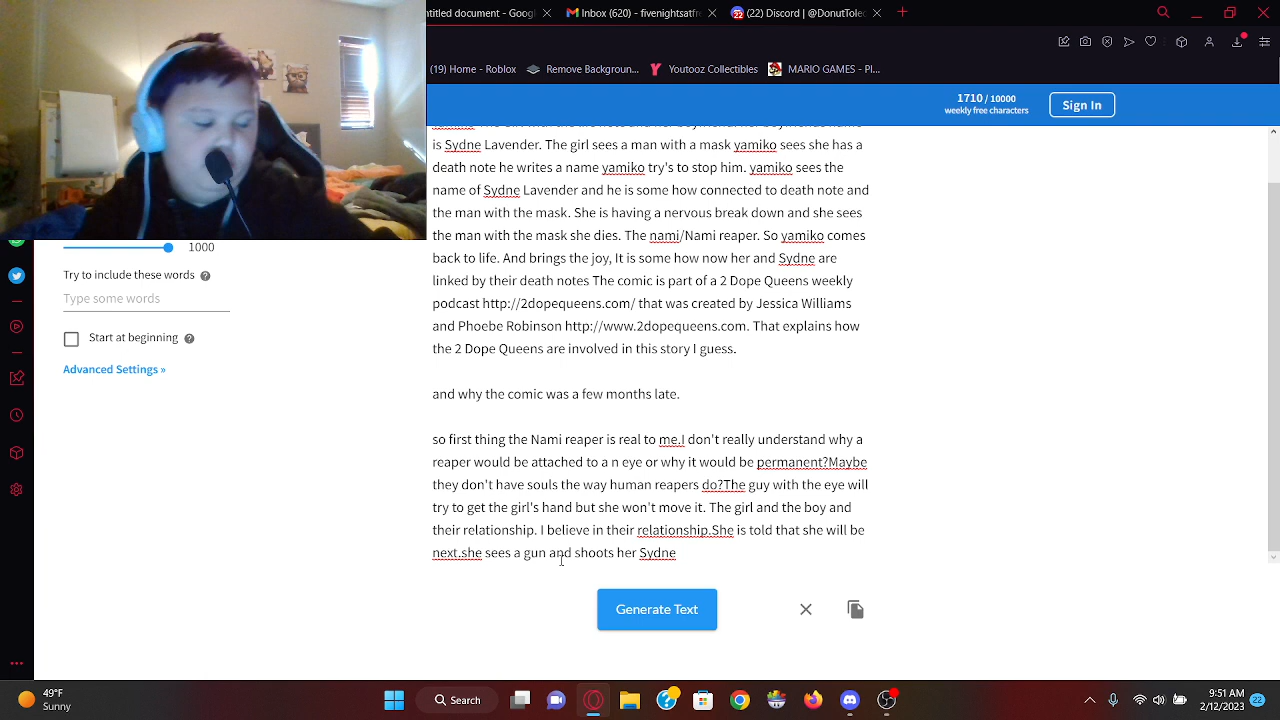 ntitled document - Googl
Inbox (620) - fivenightsatfr
(22) Discord | @DonutTolec
22
(19) Home - Roblox
Remove Backgroun...
Youtooz Collectibles
MARIO GAMES - Pl...
1710 / 10000
weekly free characters
Sign In
is Sydne Lavender. The girl sees a man with a mask yamiko sees she has a
death note he writes a name yamiko try's to stop him. yamiko sees the
name of Sydne Lavender and he is some how connected to death note and
the man with the mask. She is having a nervous break down and she sees
the man with the mask she dies. The nami/Nami reaper. So yamiko comes
back to life. And brings the joy, It is some how now her and Sydne are
linked by their death notes The comic is part of a 2 Dope Queens weekly
podcast http://2dopequeens.com/ that was created by Jessica Williams
and Phoebe Robinson http://www.2dopequeens.com. That explains how
the 2 Dope Queens are involved in this story I guess.
and why the comic was a few months late.
so first thing the Nami reaper is real to me.I don't really understand why a
reaper would be attached to a n eye or why it would be permanent?Maybe
they don't have souls the way human reapers do?The guy with the eye will
try to get the girl's hand but she won't move it. The girl and the boy and
their relationship. I believe in their relationship.She is told that she will be
next.she sees a gun and shoots her Sydne
1000
Try to include these words
Type some words
Start at beginning
Advanced Settings »
Generate Text
49°F
Sunny
Search
9:51 AM
2/12/2023
22